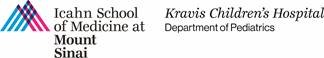 Icahn School
of Medicine at
Mount
Sinai
Kravis Children's Hospital
Department of Pediatrics